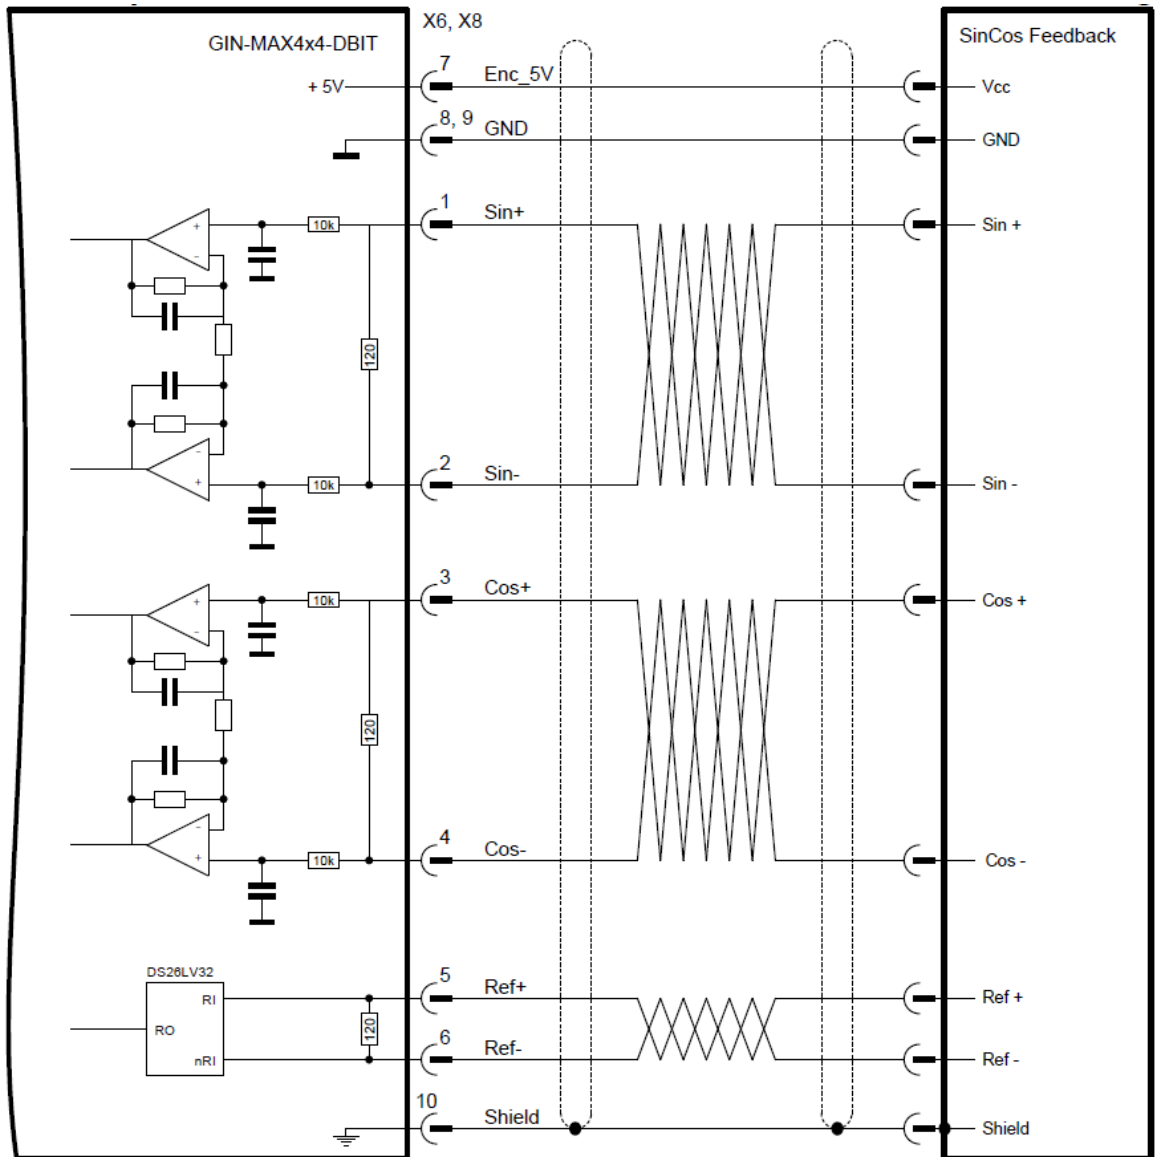 X6, X8
GIN-MAX4x4-DBIT
SinCos Feedback
+ 5V
7
Enc_5V
Vcc
8, 9
GND
GND
1
Sin+
Sin +
+
-
10k
120
-
+
10k
2
Sin-
Sin -
3
Cos+
Cos +
+
-
10k
120
-
+
10k
4
Cos-
Cos -
DS26LV32
RI
RO
nRI
120
5
Ref+
Ref +
6
Ref-
Ref -
10
Shield
Shield